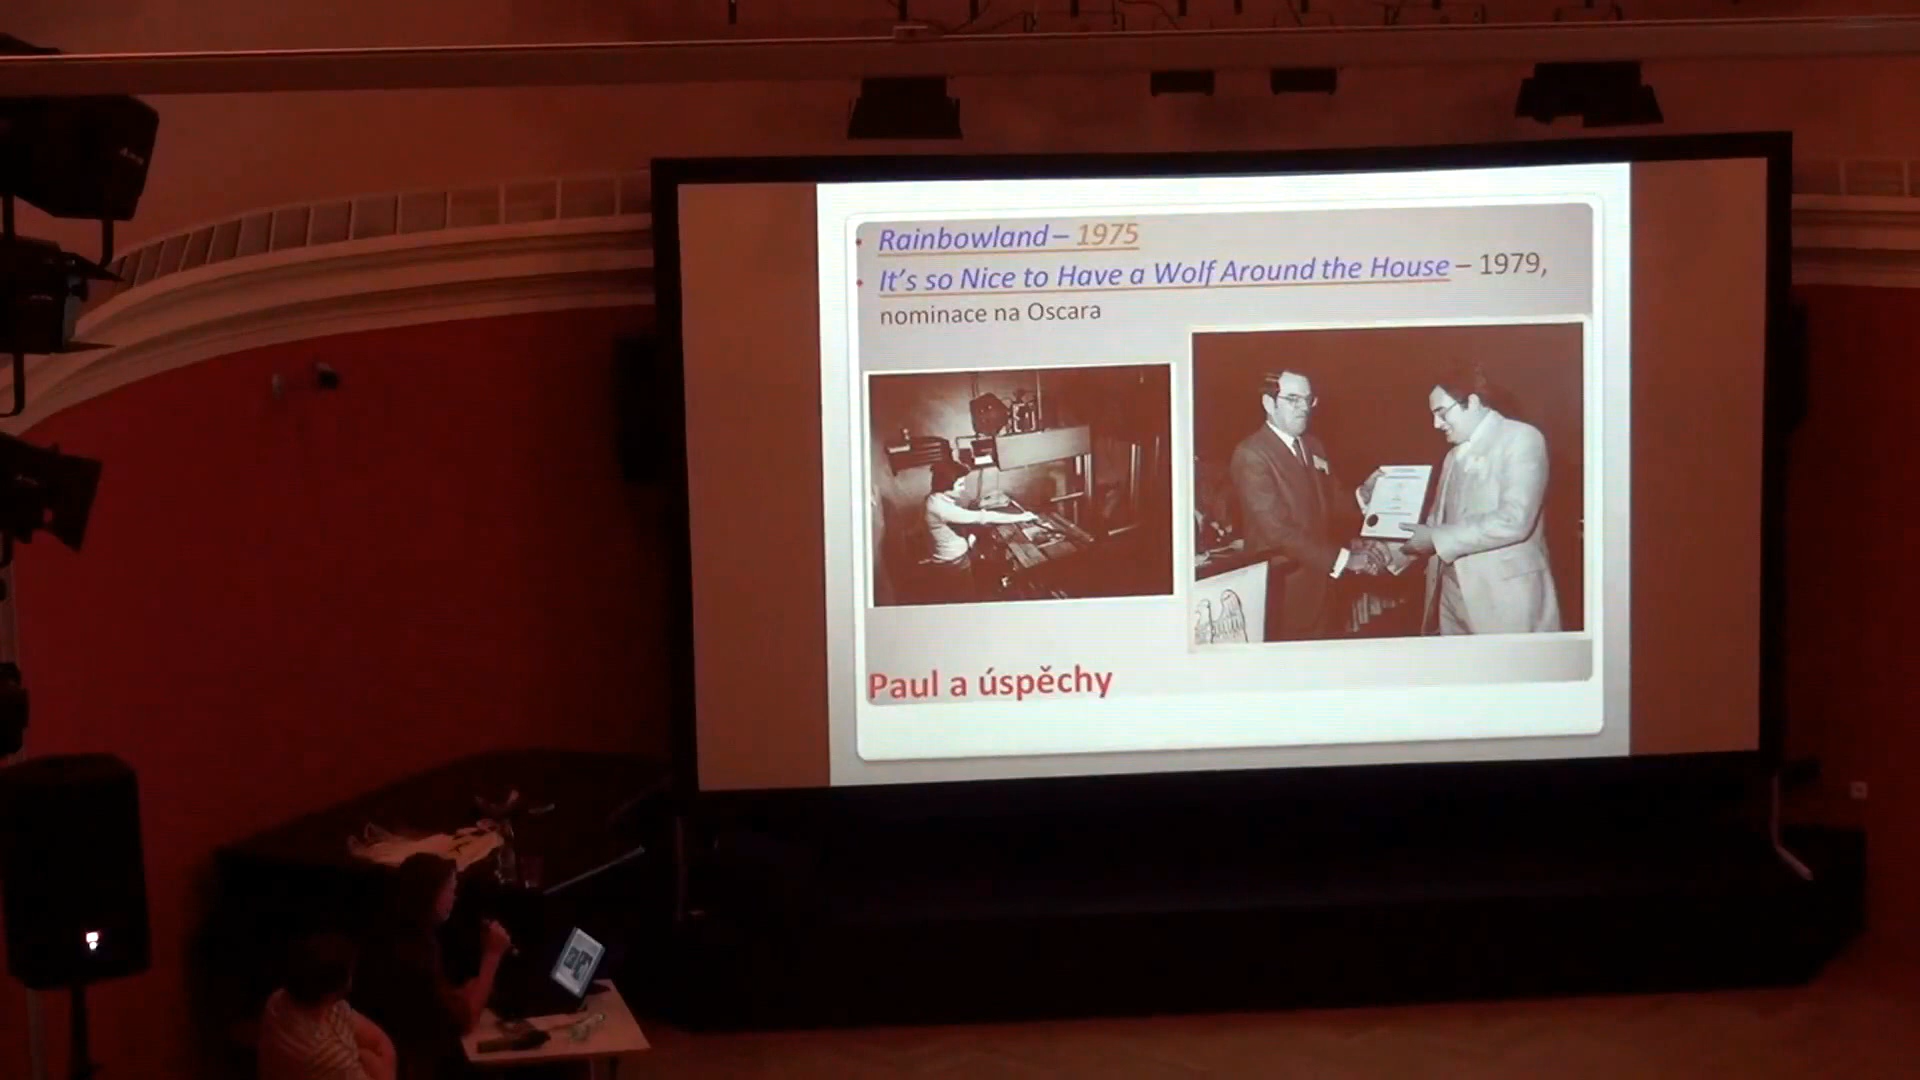 Rainbowland – 1975
It's so Nice to Have a Wolf Around the House – 1979,
nominace na Oscara
Paul a úspěchy